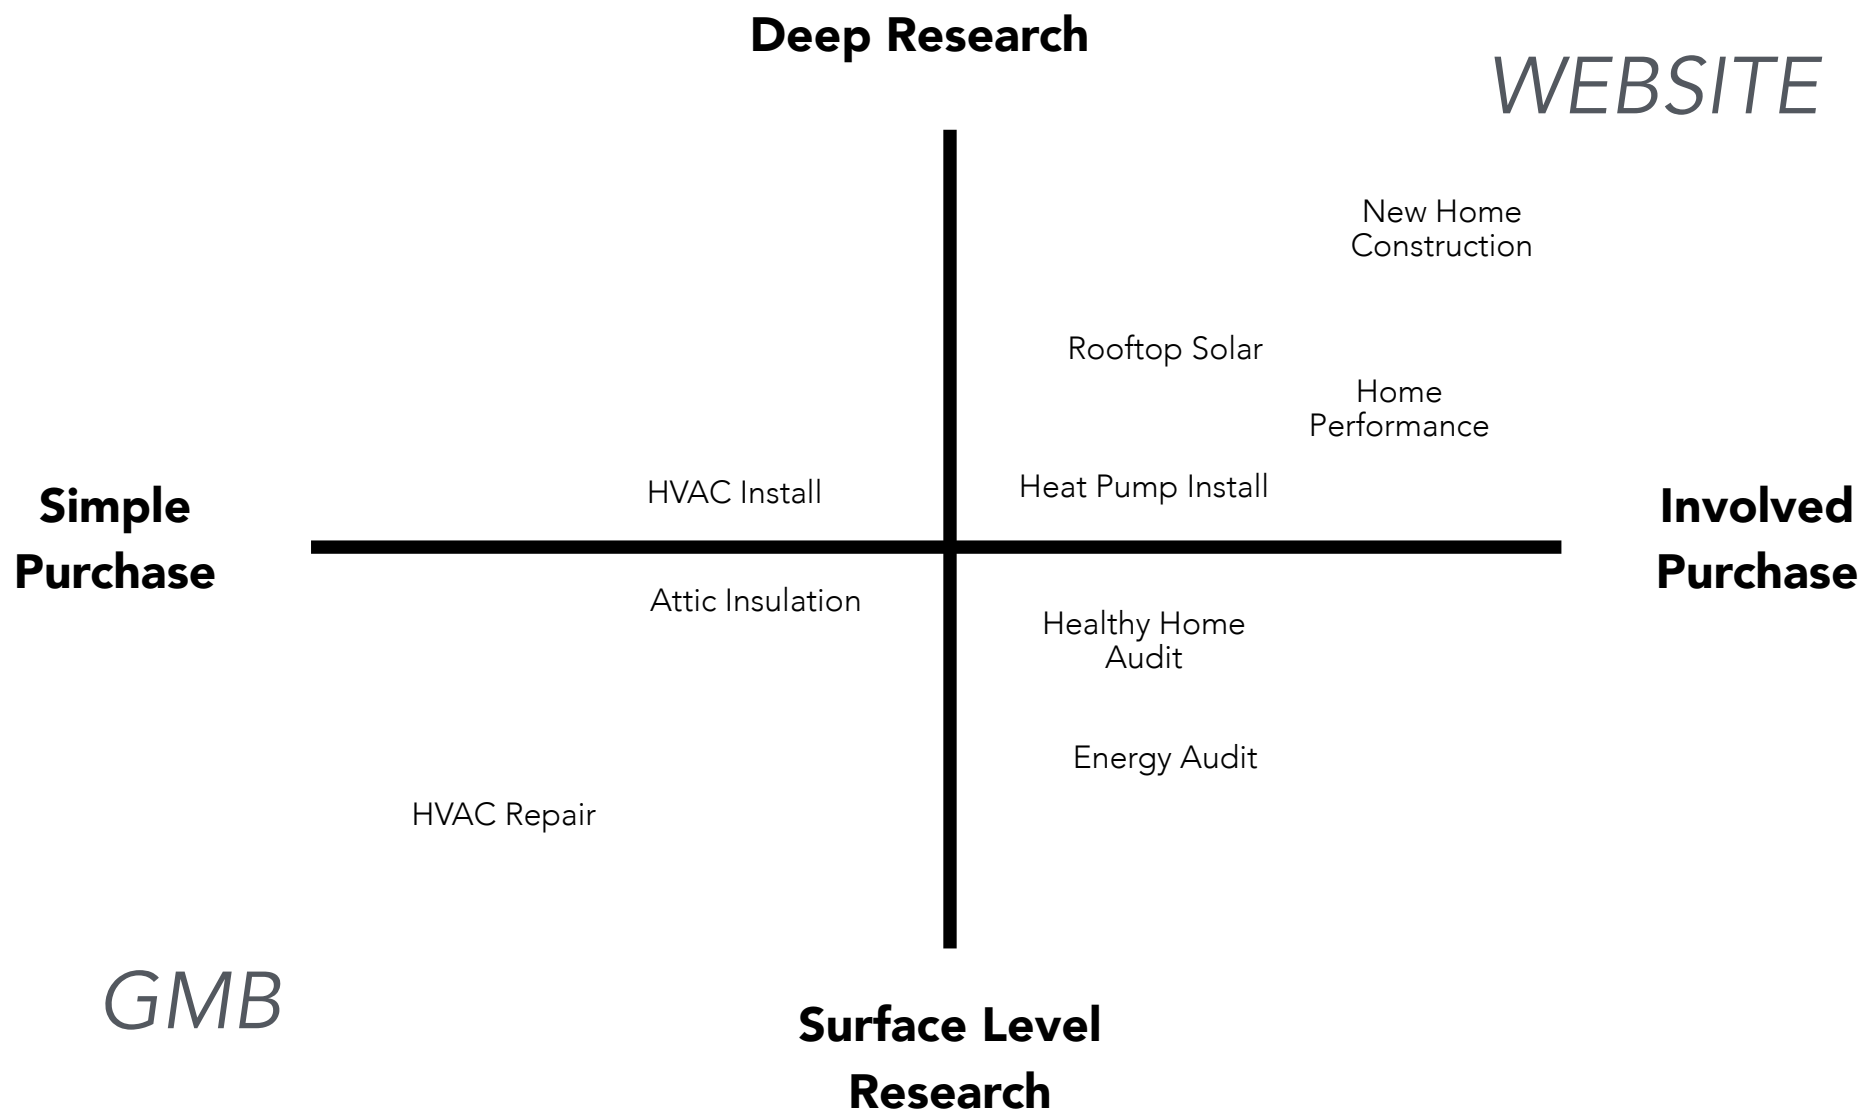 Deep Research
WEBSITE
New Home
Construction
Rooftop Solar
Home
Performance
HVAC Install
Heat Pump Install
Simple
Purchase
Involved
Purchase
Attic Insulation
Healthy Home
Audit
Energy Audit
HVAC Repair
GMB
Surface Level
Research